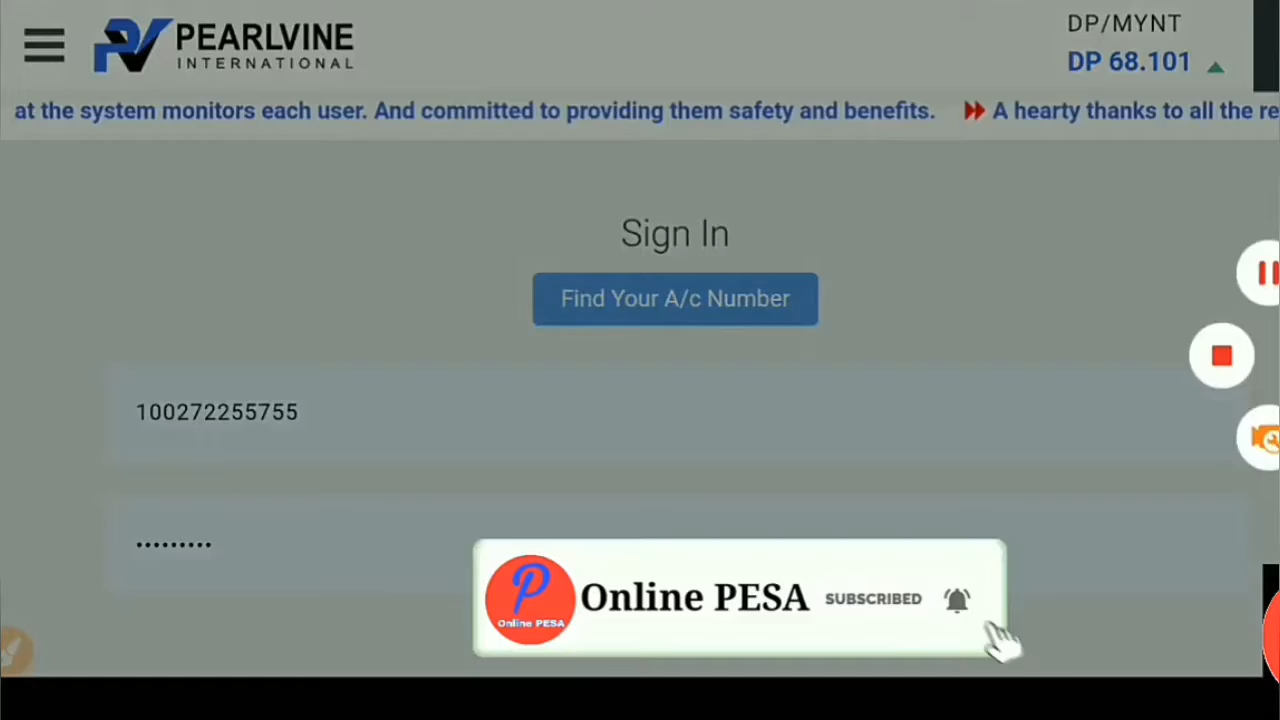 PEARLVINE
INTERNATIONAL
DP/MYNT
DP 68.101
at the system monitors each user. And committed to providing them safety and benefits. A hearty thanks to all the re
Sign In
Find Your A/c Number
100272255755
•••••••••
Online PESA
Online PESA SUBSCRIBED